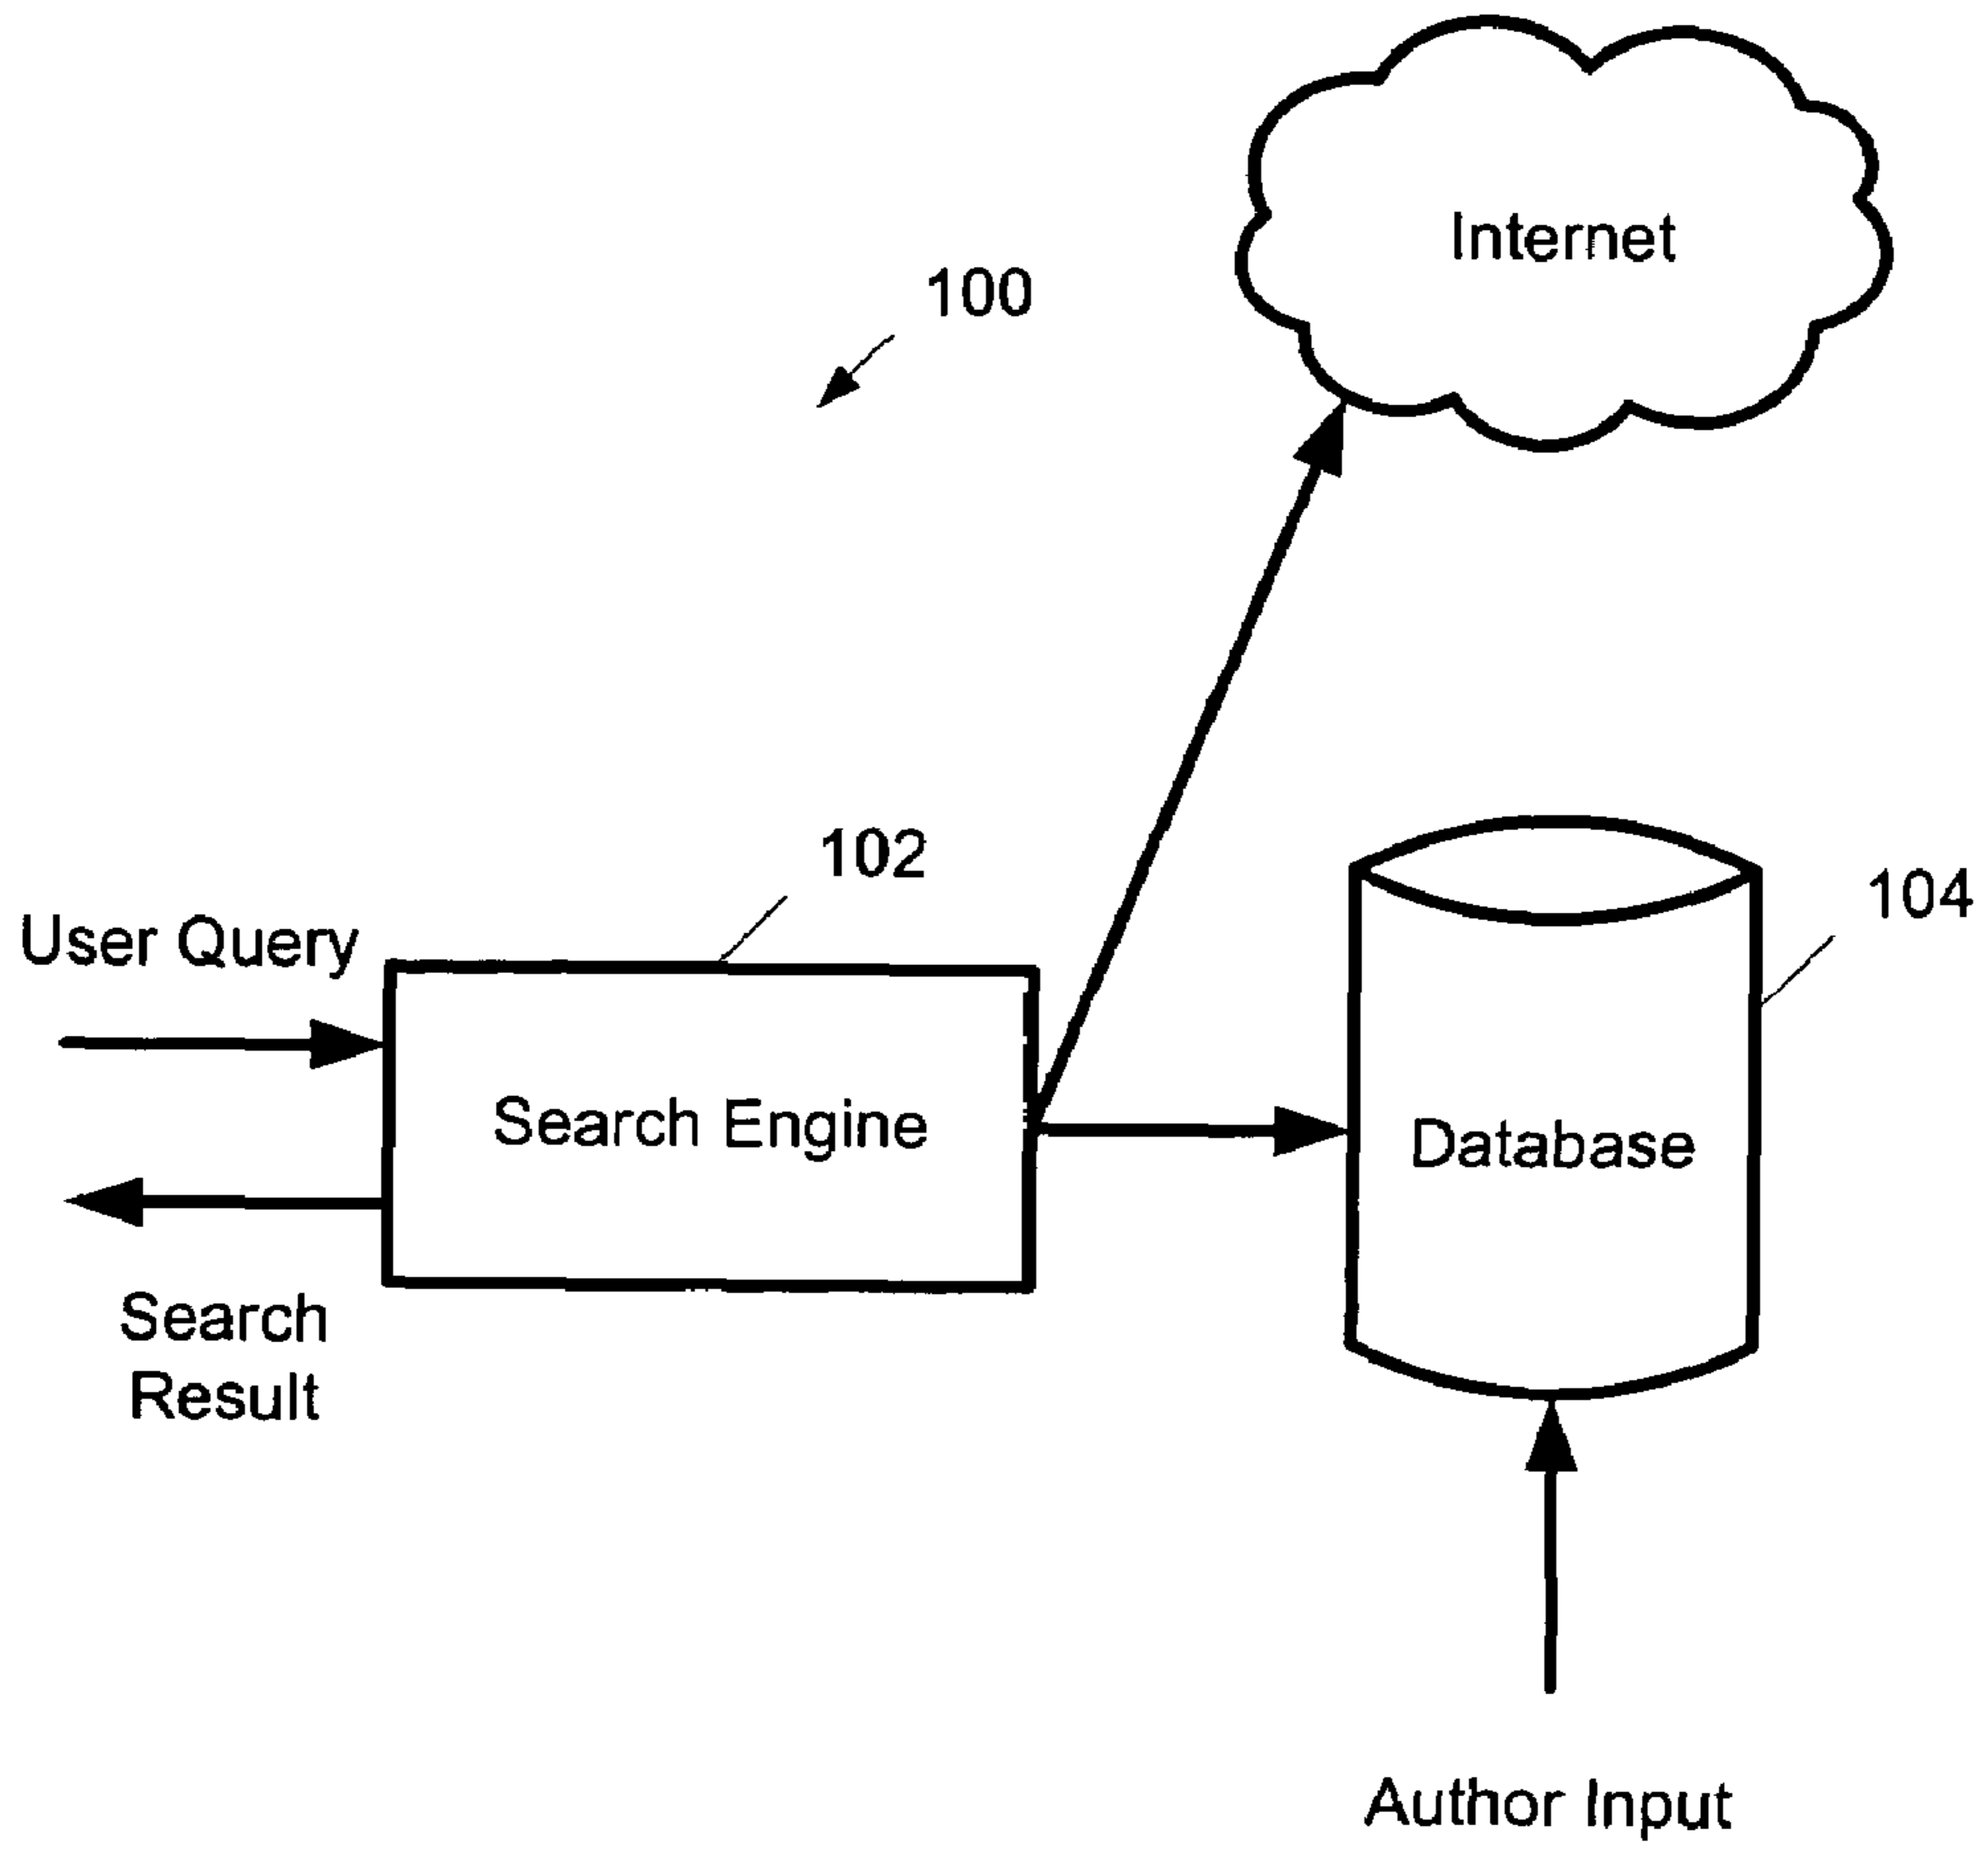 Internet
100
102
104
User Query
Search Engine
Database
Search
Result
Author Input